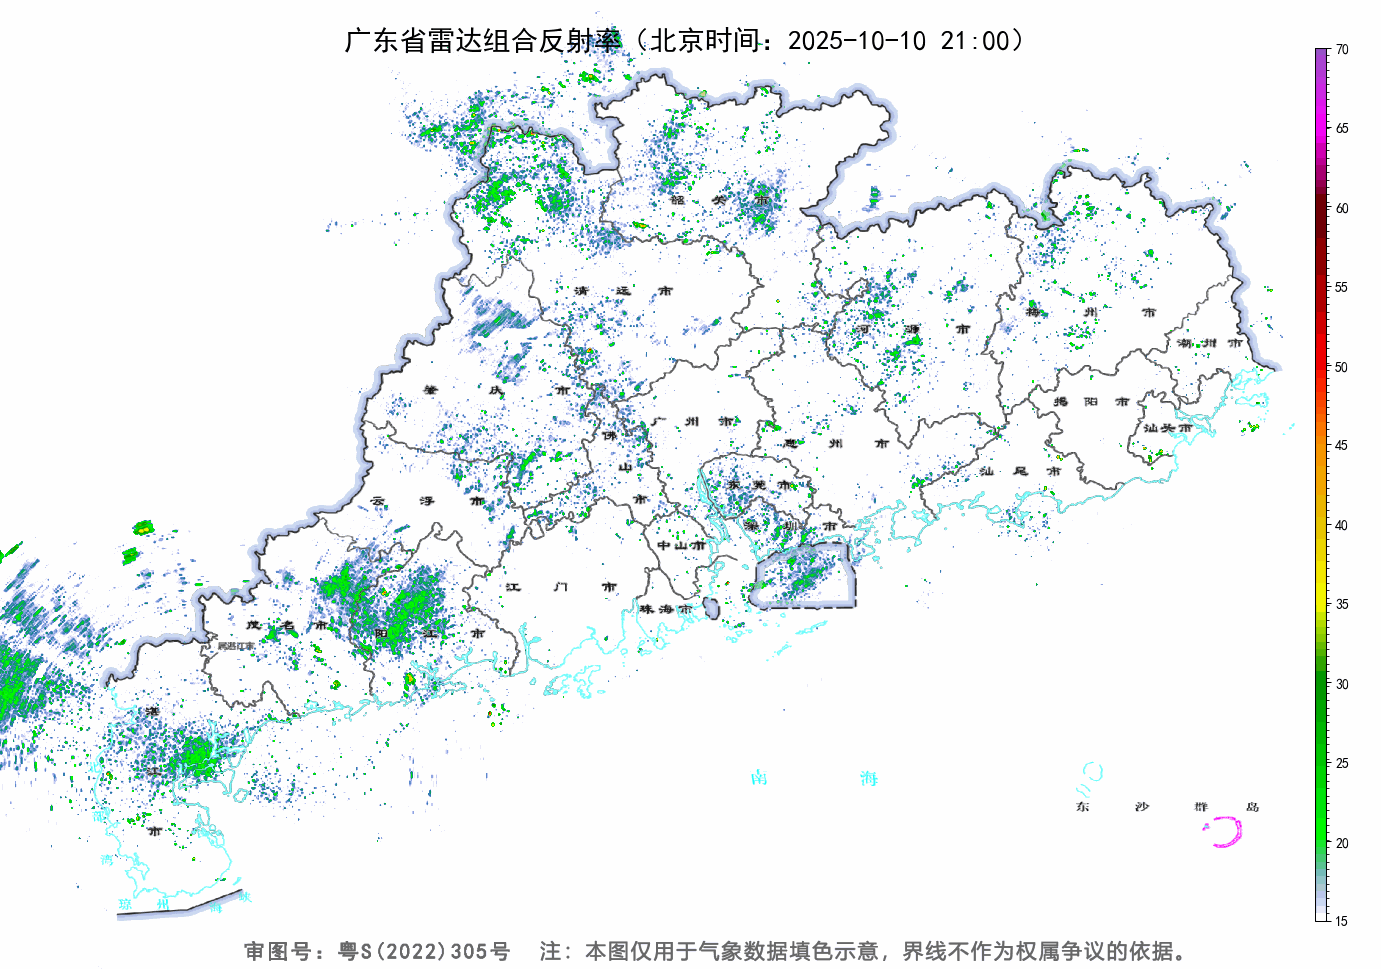 广东省雷达组合反射率（北京时间：2025-10-10 21:00）
70
65
60
55
50
45
40
35
30
25
20
15
韶关市
清远市
河源市
梅州市
潮州市
肇庆市
广州市
佛山市
惠州市
揭阳市
汕头市
汕尾市
东莞市
深圳市
云浮市
中山市
江门市
珠海市
茂名市
阳江市
湛江市
南海
东沙群岛
琼州海峡
审图号：粤S(2022)305号 注：本图仅用于气象数据填色示意，界线不作为权属争议的依据。